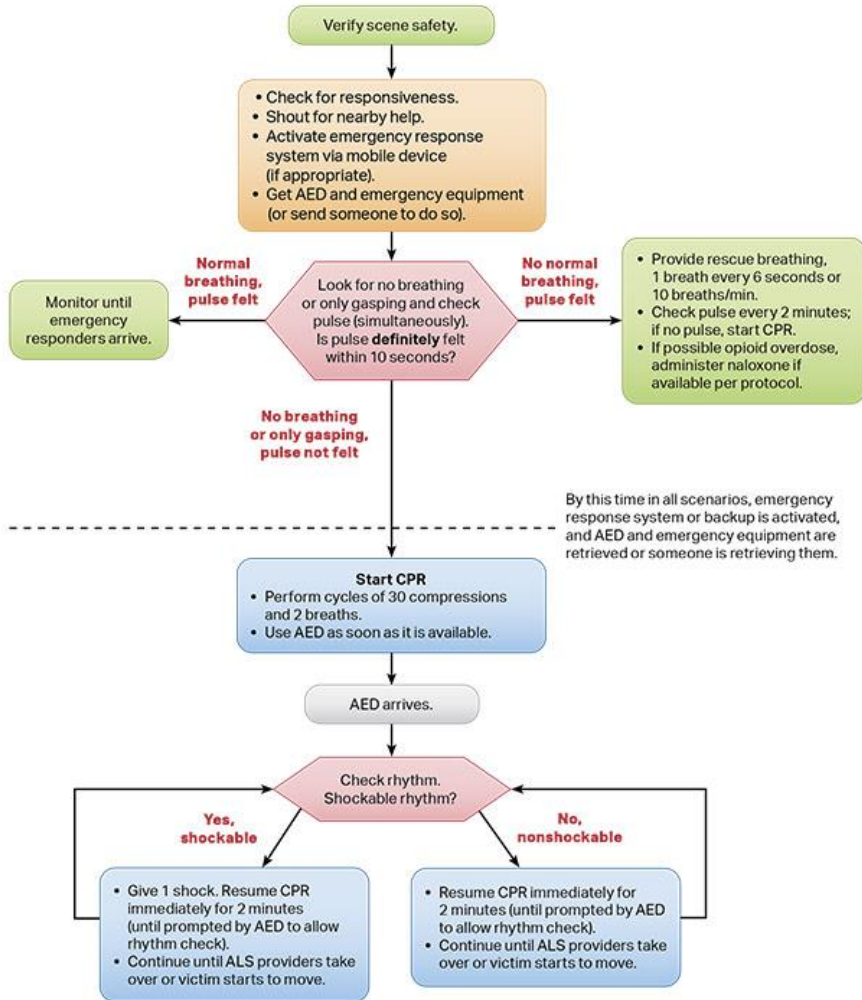 Verify scene safety.
• Check for responsiveness.
• Shout for nearby help.
• Activate emergency response
system via mobile device
(if appropriate).
• Get AED and emergency equipment
(or send someone to do so).
Normal
breathing,
pulse felt
Monitor until
emergency
responders arrive.
Look for no breathing
or only gasping and check
pulse (simultaneously).
Is pulse definitely felt
within 10 seconds?
No normal
breathing,
pulse felt
• Provide rescue breathing,
1 breath every 6 seconds or
10 breaths/min.
• Check pulse every 2 minutes;
if no pulse, start CPR.
• If possible opioid overdose,
administer naloxone if
available per protocol.
No breathing
or only gasping,
pulse not felt
By this time in all scenarios, emergency
response system or backup is activated,
and AED and emergency equipment are
retrieved or someone is retrieving them.
Start CPR
• Perform cycles of 30 compressions
and 2 breaths.
• Use AED as soon as it is available.
AED arrives.
Check rhythm.
Shockable rhythm?
Yes,
shockable
No,
nonshockable
• Give 1 shock. Resume CPR
immediately for 2 minutes
(until prompted by AED to allow
rhythm check).
• Continue until ALS providers take
over or victim starts to move.
• Resume CPR immediately for
2 minutes (until prompted by AED
to allow rhythm check).
• Continue until ALS providers take
over or victim starts to move.